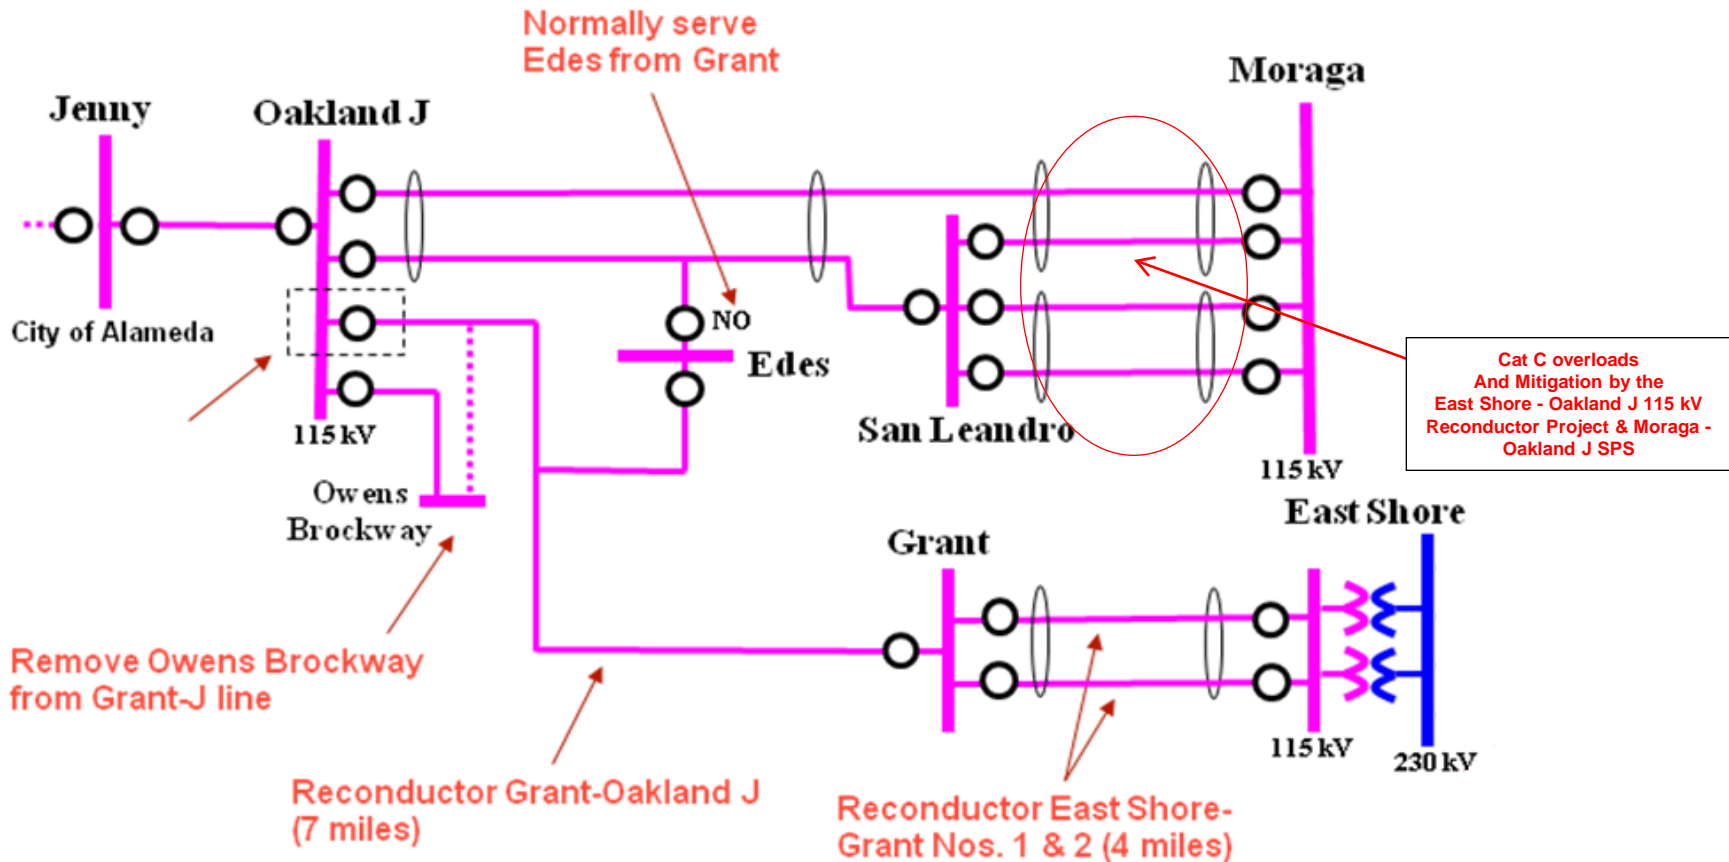 Normally serve
Edes from Grant
Moraga
Jenny
Oakland J
NO
City of Alameda
Edes
Cat C overloads
And Mitigation by the
East Shore - Oakland J 115 kV
Reconductor Project & Moraga -
Oakland J SPS
San Leandro
115 kV
115 kV
Owens
Brockway
East Shore
Grant
Remove Owens Brockway
from Grant-J line
115 kV
230 kV
Reconductor Grant-Oakland J
(7 miles)
Reconductor East Shore-
Grant Nos. 1 & 2 (4 miles)